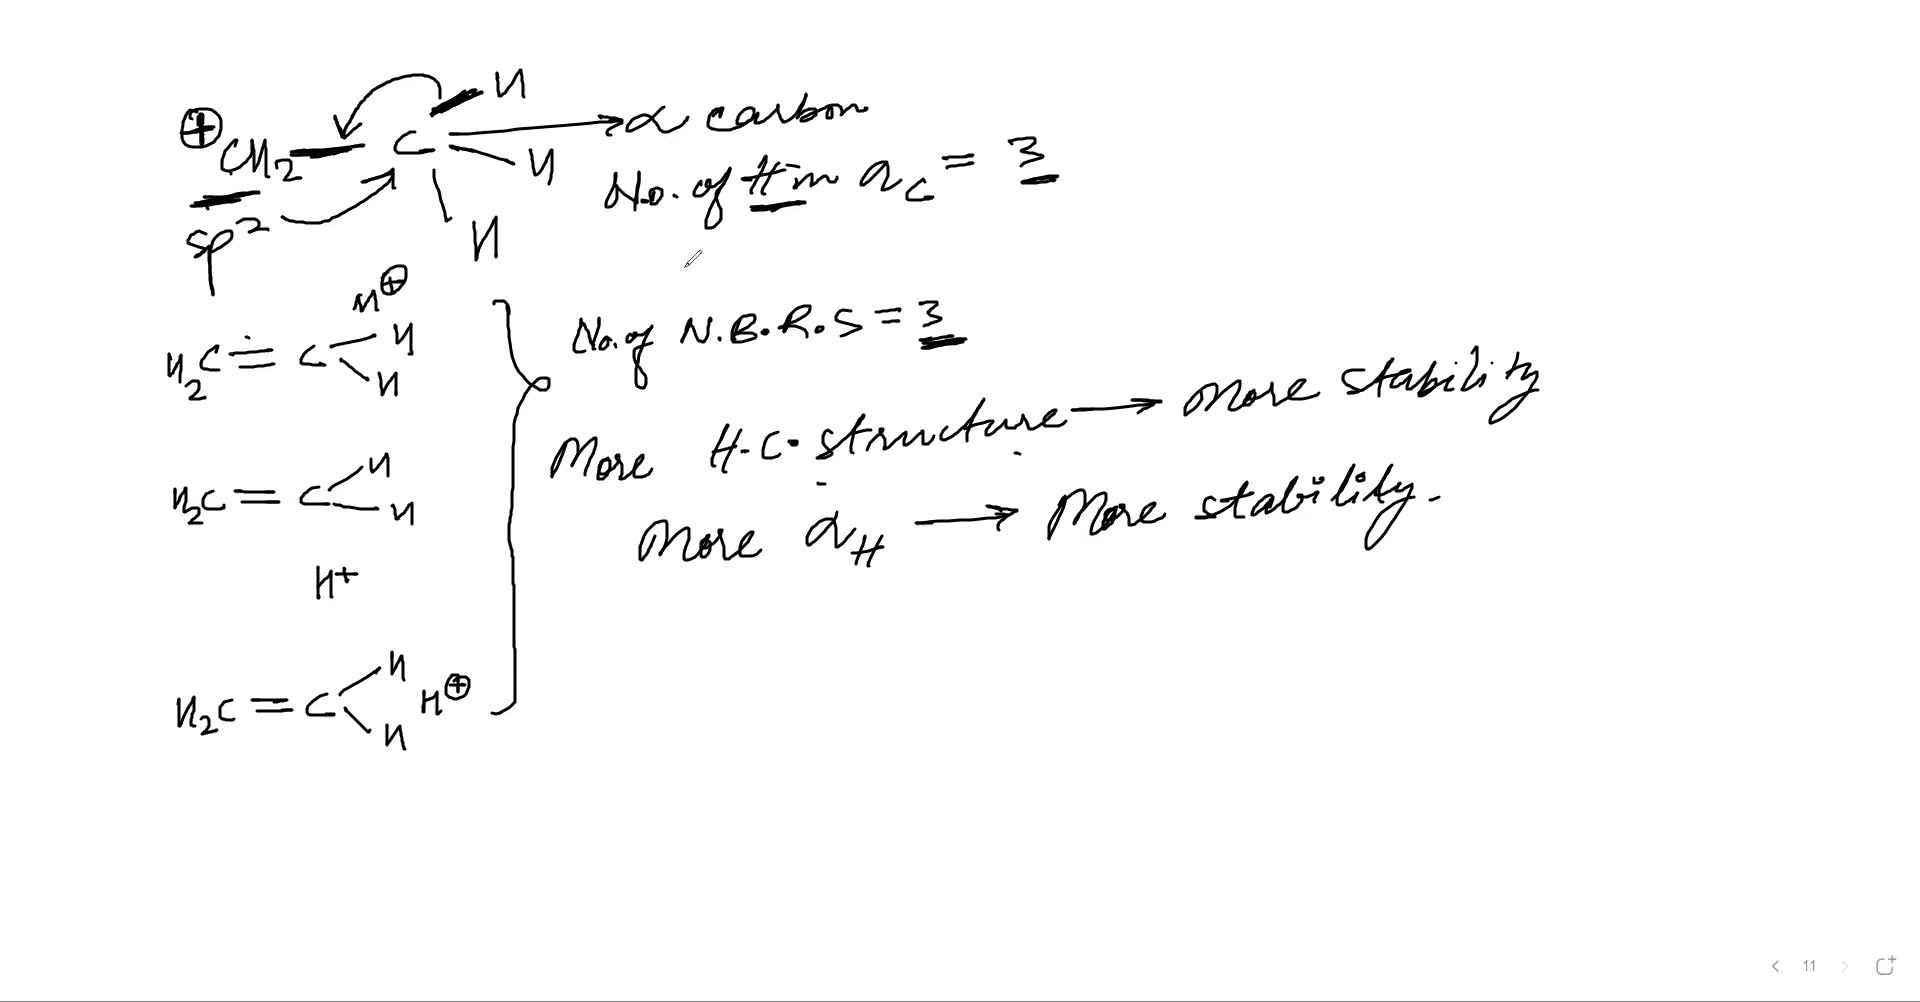 ⊕CH2 — C — H → α carbon
H
H
No. of H in αC = 3
sp2
H⊕
H2C = C H
H
No. of N.B.R.S = 3
More H.C. structure → More stability
H2C = C H
H
More αH → More stability.
H+
H2C = C H
H H⊕
11